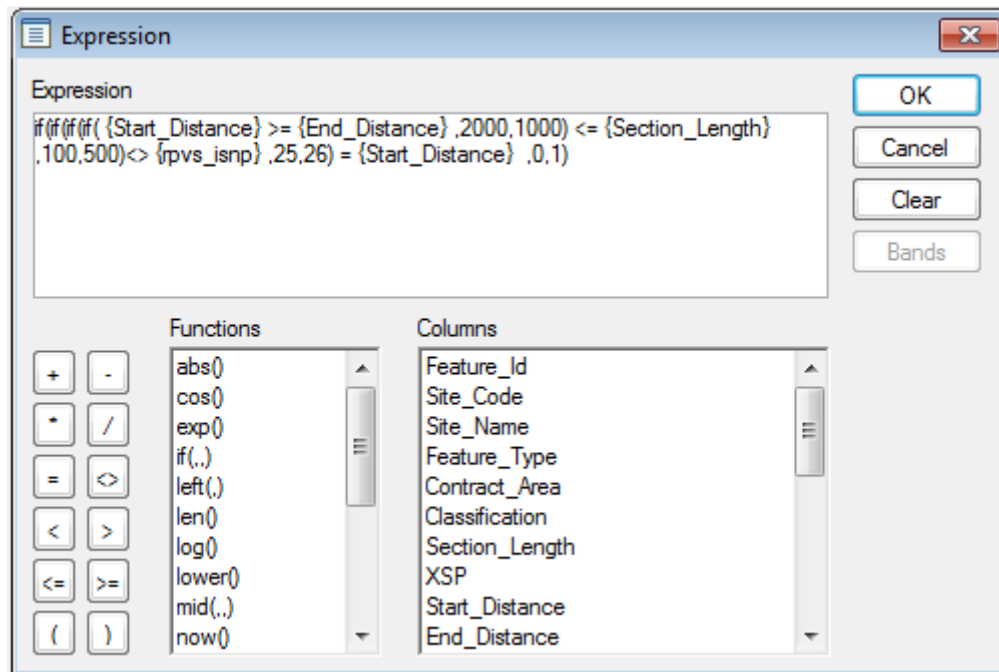 Expression
Expression
if(if(if(if( {Start_Distance} >= {End_Distance} ,2000,1000) <= {Section_Length}
,100,500)<> {rpvs_isnp} ,25,26) = {Start_Distance}  ,0,1)
OK
Cancel
Clear
Bands
+ -
* /
= <>
< >
<= >=
( )
Functions
abs()
cos()
exp()
if(,,)
left(,)
len()
log()
lower()
mid(,,)
now()
Columns
Feature_Id
Site_Code
Site_Name
Feature_Type
Contract_Area
Classification
Section_Length
XSP
Start_Distance
End_Distance